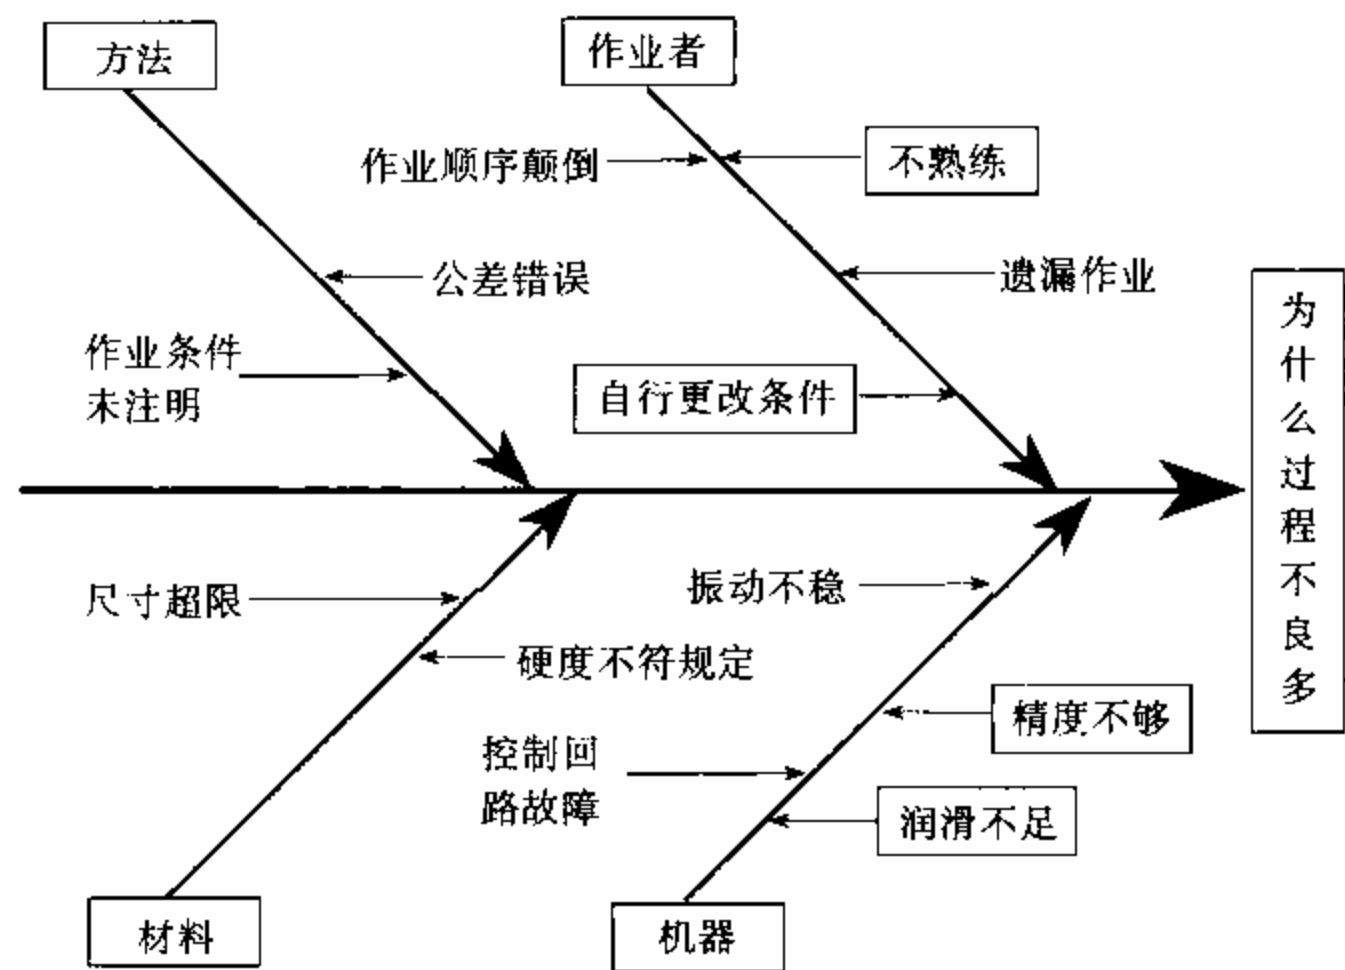 方法
作业者
作业顺序颠倒
不熟练
公差错误
遗漏作业
作业条件
未注明
自行更改条件
为什么过程不良多
尺寸超限
振动不稳
硬度不符规定
精度不够
控制回
路故障
润滑不足
材料
机器